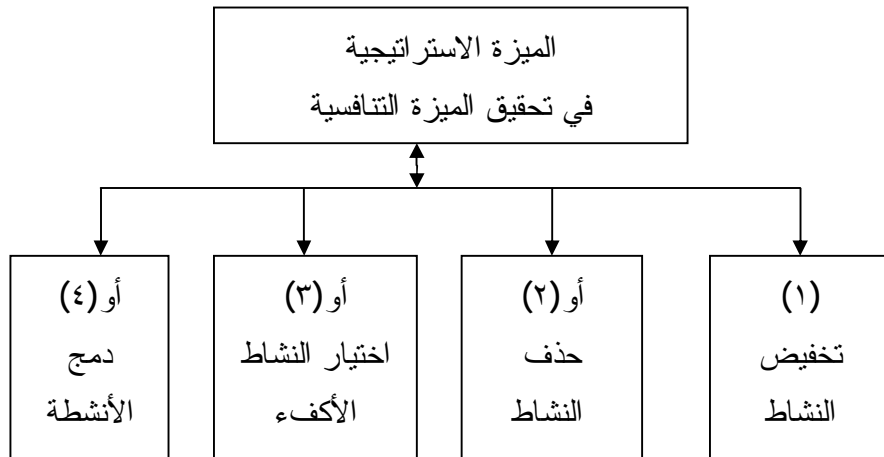 الميزة الاستراتيجية
في تحقيق الميزة التنافسية
(١)
تخفيض
النشاط
أو (٢)
حذف
النشاط
أو (٣)
اختيار النشاط
الأكفء
أو (٤)
دمج
الأنشطة